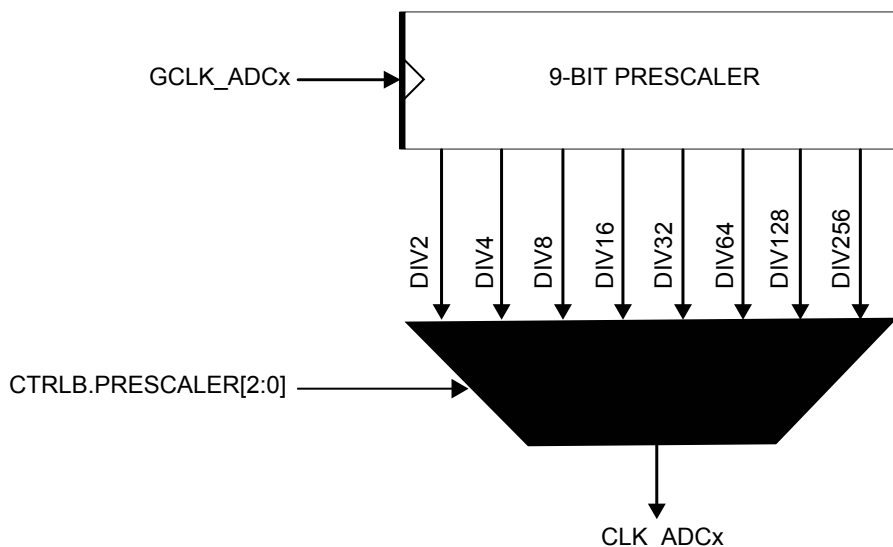 GCLK_ADCx
9-BIT PRESCALER
DIV2
DIV4
DIV8
DIV16
DIV32
DIV64
DIV128
DIV256
CTRLB.PRESCALER[2:0]
CLK_ADCx